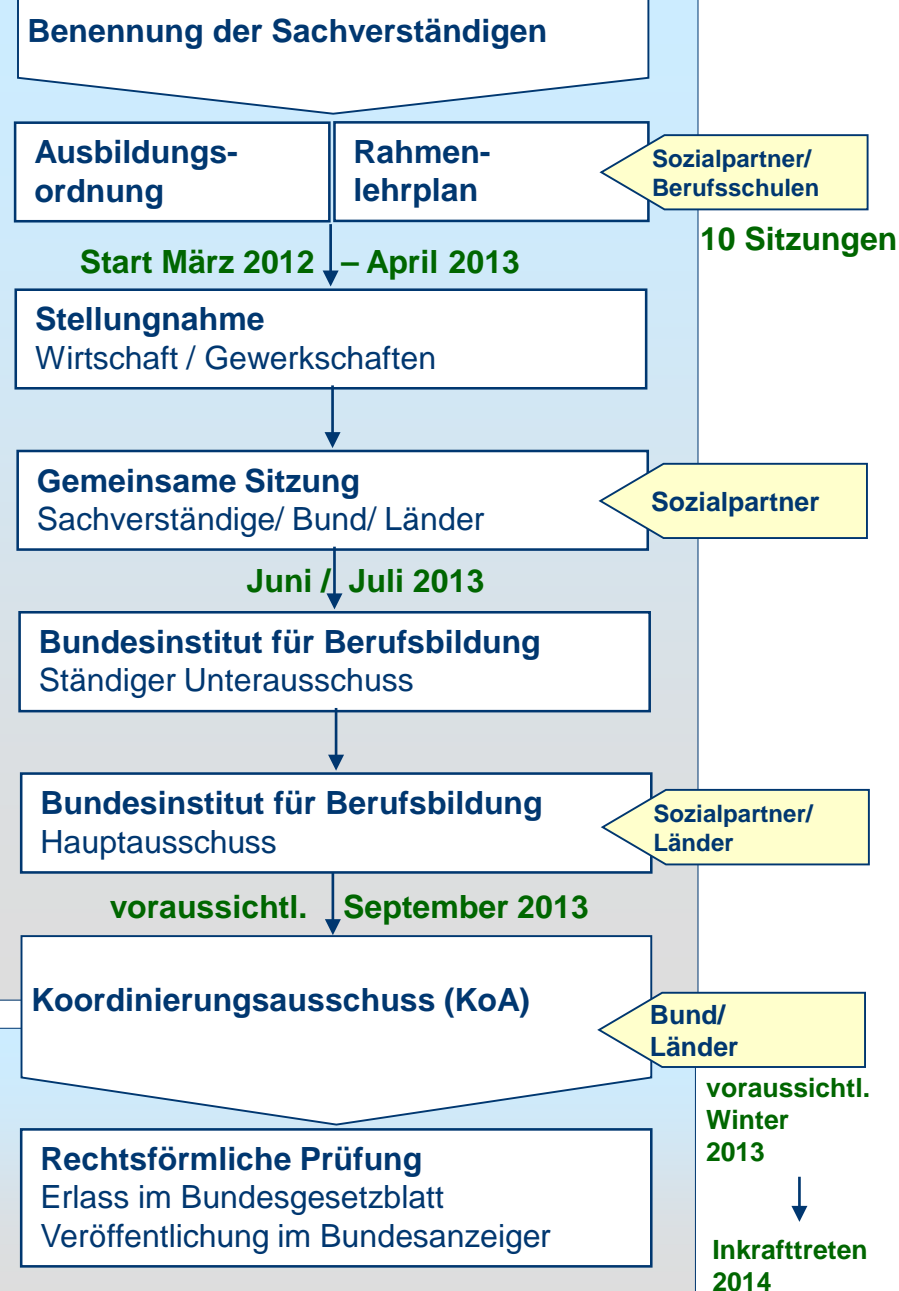 Benennung der Sachverständigen
Ausbildungs-
ordnung
Rahmen-
lehrplan
Sozialpartner/
Berufsschulen
10 Sitzungen
Start März 2012 – April 2013
Stellungnahme
Wirtschaft / Gewerkschaften
Gemeinsame Sitzung
Sachverständige/ Bund/ Länder
Sozialpartner
Juni / Juli 2013
Bundesinstitut für Berufsbildung
Ständiger Unterausschuss
Bundesinstitut für Berufsbildung
Hauptausschuss
Sozialpartner/
Länder
voraussichtl. September 2013
Koordinierungsausschuss (KoA)
Bund/
Länder
voraussichtl.
Winter
2013
Rechtsförmliche Prüfung
Erlass im Bundesgesetzblatt
Veröffentlichung im Bundesanzeiger
Inkrafttreten
2014